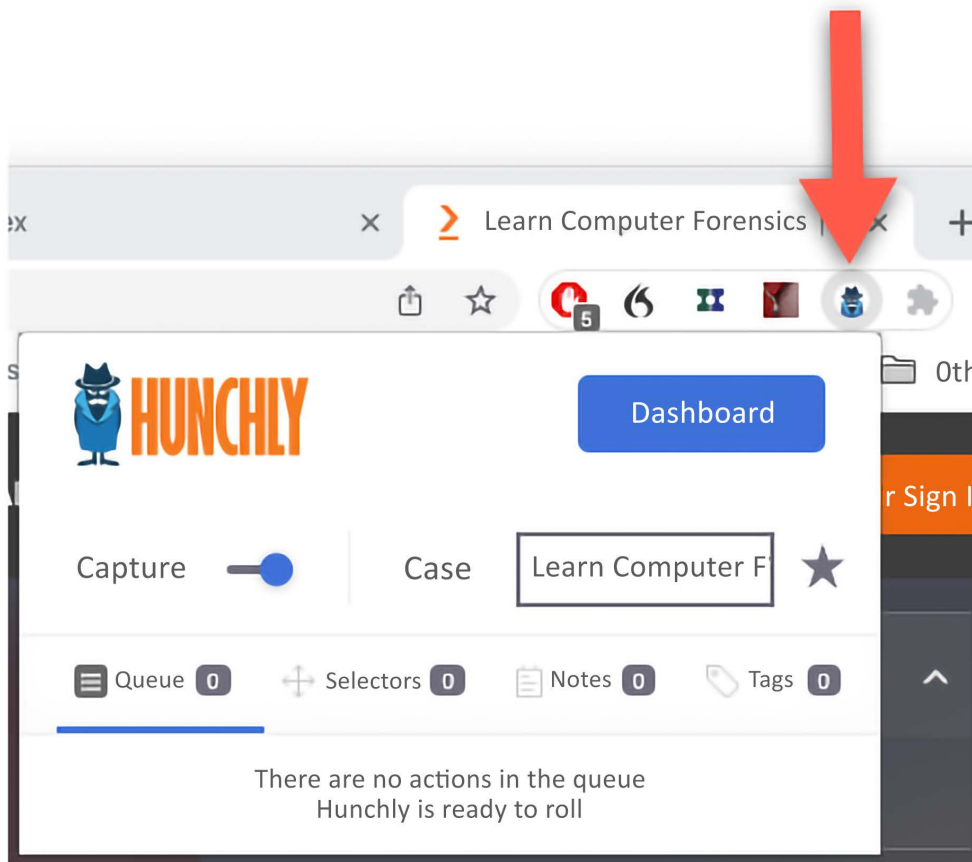 ex
Learn Computer Forensics |
5
s
Oth
HUNCHLY
Dashboard
r Sign I
Capture
Case
Learn Computer F
Queue 0
Selectors 0
Notes 0
Tags 0
There are no actions in the queue
Hunchly is ready to roll